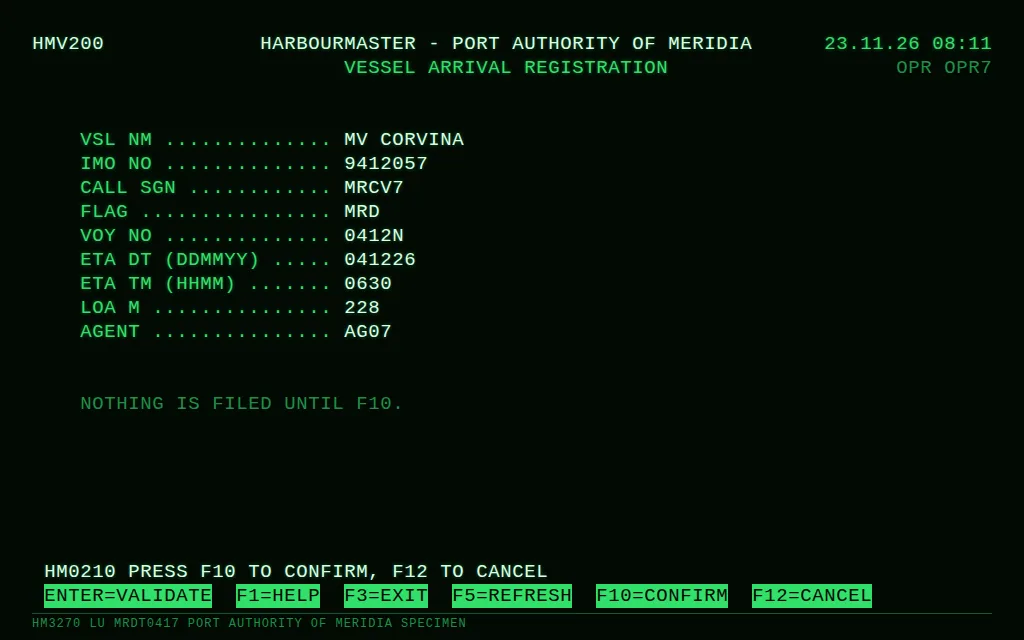 HMV200 HARBOURMASTER - PORT AUTHORITY OF MERIDIA 23.11.26 08:11
VESSEL ARRIVAL REGISTRATION OPR OPR7
VSL NM .............. MV CORVINA
IMO NO .............. 9412057
CALL SGN ............ MRCV7
FLAG ................ MRD
VOY NO .............. 0412N
ETA DT (DDMMYY) ..... 041226
ETA TM (HHMM) ....... 0630
LOA M ............... 228
AGENT ............... AG07
NOTHING IS FILED UNTIL F10.
HM0210 PRESS F10 TO CONFIRM, F12 TO CANCEL
ENTER=VALIDATE F1=HELP F3=EXIT F5=REFRESH F10=CONFIRM F12=CANCEL
HM3270 LU MRDT0417 PORT AUTHORITY OF MERIDIA SPECIMEN